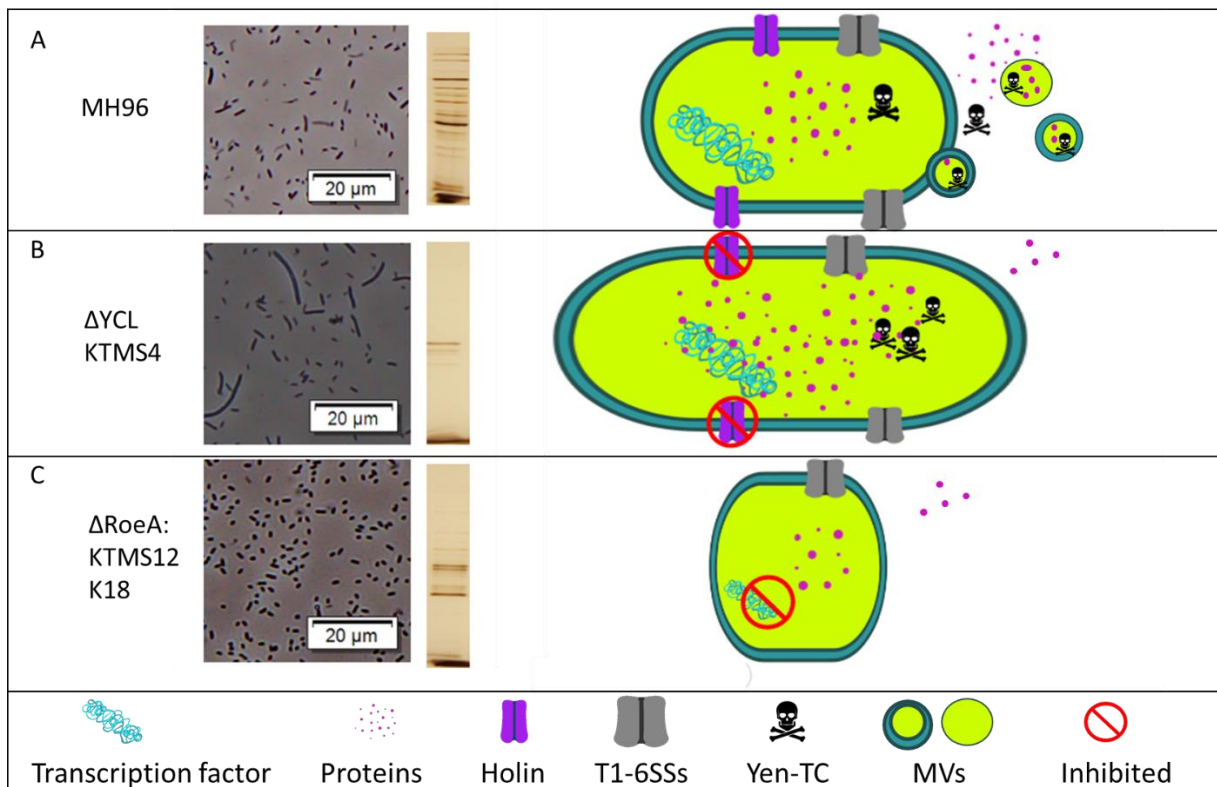 A
MH96
20 µm
B
ΔYCL
KTMS4
20 µm
C
ΔRoeA:
KTMS12
K18
20 µm
Transcription factor Proteins Holin T1-6SSs Yen-TC MVs Inhibited